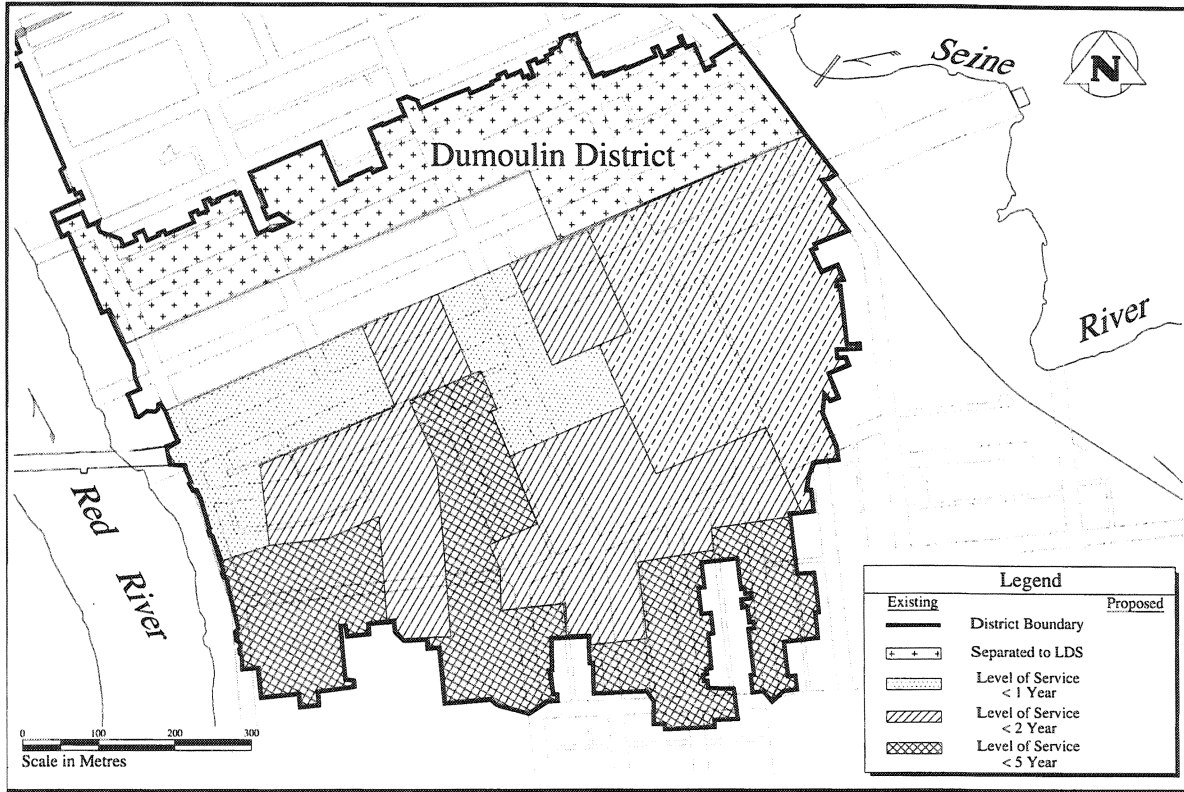 Seine
N
Dumoulin District
River
Red
River
Legend
Existing
Proposed
District Boundary
Separated to LDS
Level of Service
< 1 Year
Level of Service
< 2 Year
Level of Service
< 5 Year
0 100 200 300
Scale in Metres